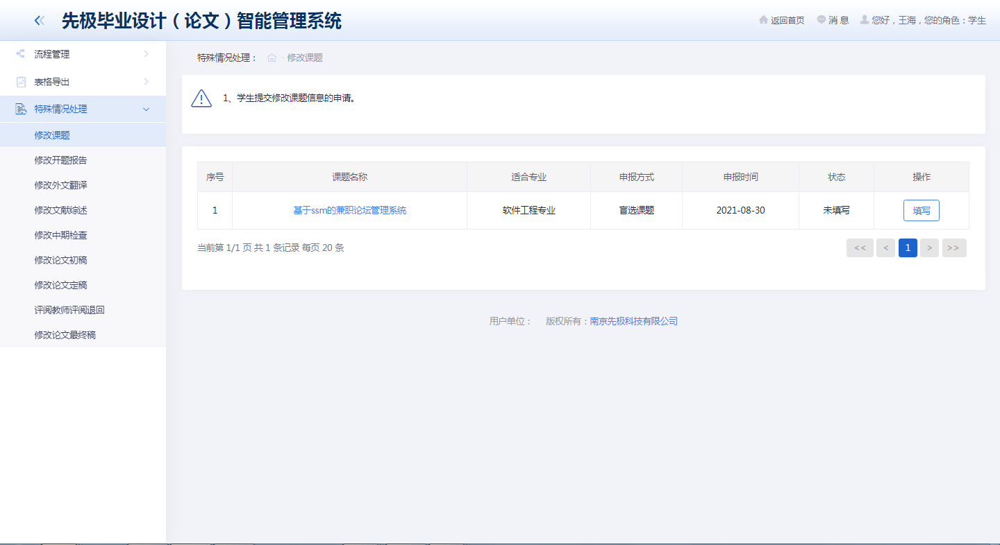 先极毕业设计（论文）智能管理系统
返回首页 消 息 您好，王海，您的角色：学生
流程管理
表格导出
特殊情况处理
修改课题
修改开题报告
修改外文翻译
修改文献综述
修改中期检查
修改论文初稿
修改论文定稿
评阅教师评阅退回
修改论文最终稿
特殊情况处理： 修改课题
1、学生提交修改课题信息的申请。
序号 课题名称 适合专业 申报方式 申报时间 状态 操作
1 基于ssm的兼职论坛管理系统 软件工程专业 盲选课题 2021-08-30 未填写 填写
当前第 1/1 页 共 1 条记录 每页 20 条 << < 1 > >>
用户单位： 版权所有：南京先极科技有限公司